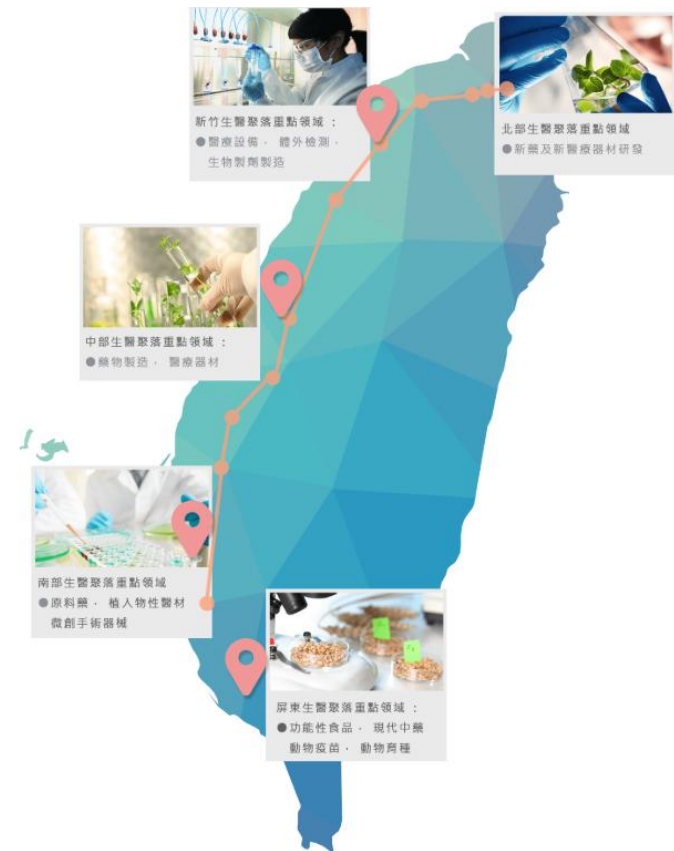 新竹生醫聚落重點領域 :
●醫療設備 · 體外檢測 ·
生物製劑製造
北部生醫聚落重點領域
●新藥及新醫療器材研發
中部生醫聚落重點領域 :
●藥物製造 · 醫療器材
南部生醫聚落重點領域
●原料藥 · 植入物性醫材
微創手術器械
屏東生醫聚落重點領域 :
●功能性食品 · 現代中藥
動物疫苗 · 動物育種